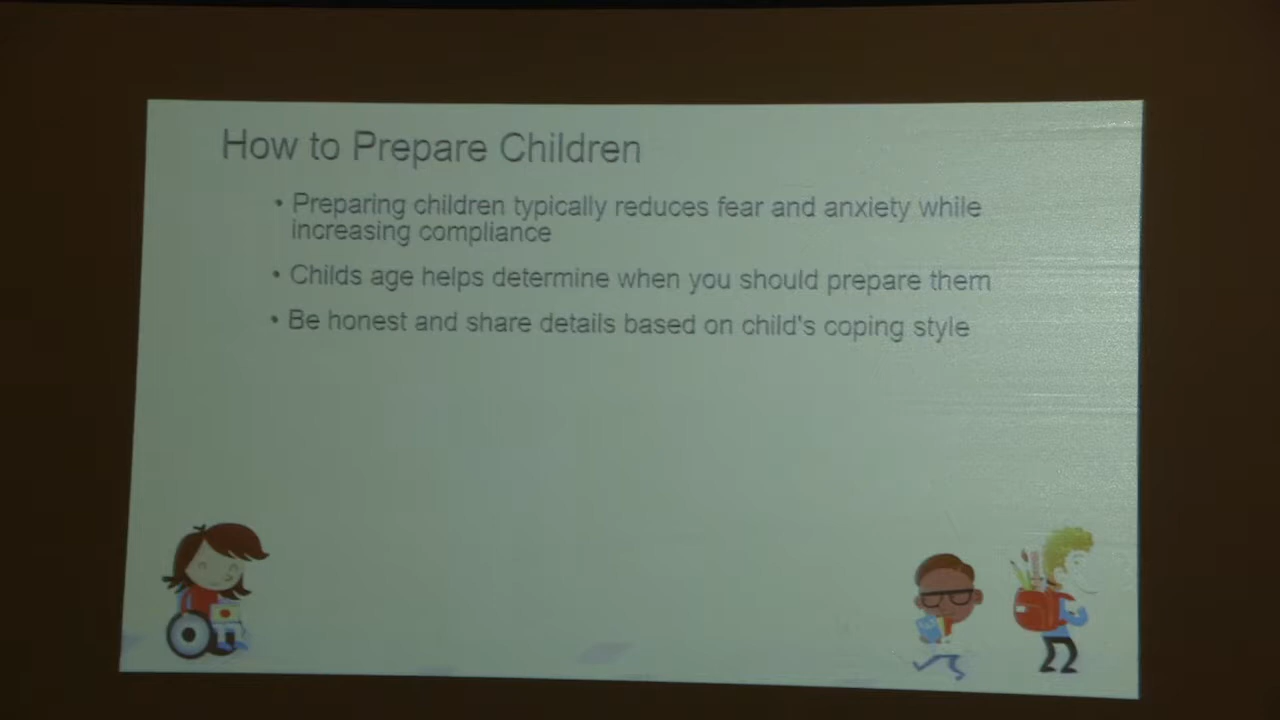 How to Prepare Children
• Preparing children typically reduces fear and anxiety while
increasing compliance
• Childs age helps determine when you should prepare them
• Be honest and share details based on child's coping style